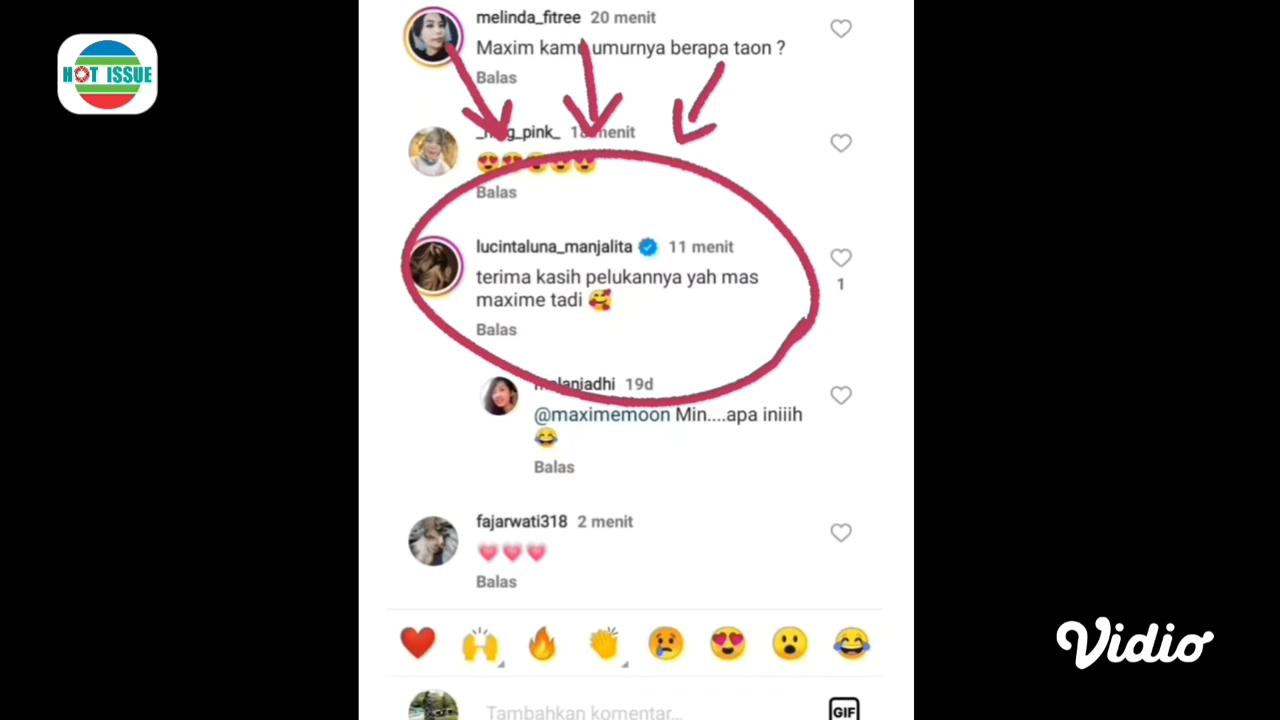 HOT ISSUE
melinda_fitree 20 menit
Maxim kamu umurnya berapa taon ?
Balas
menit
Balas
lucintaluna_manjalita 11 menit
terima kasih pelukannya yah mas
maxime tadi 🥰
Balas
19d
@maximemoon Min....apa iniiih
😂
Balas
fajarwati318 2 menit
💗💗💗
Balas
Tambahkan komentar...
GIF
Vidio